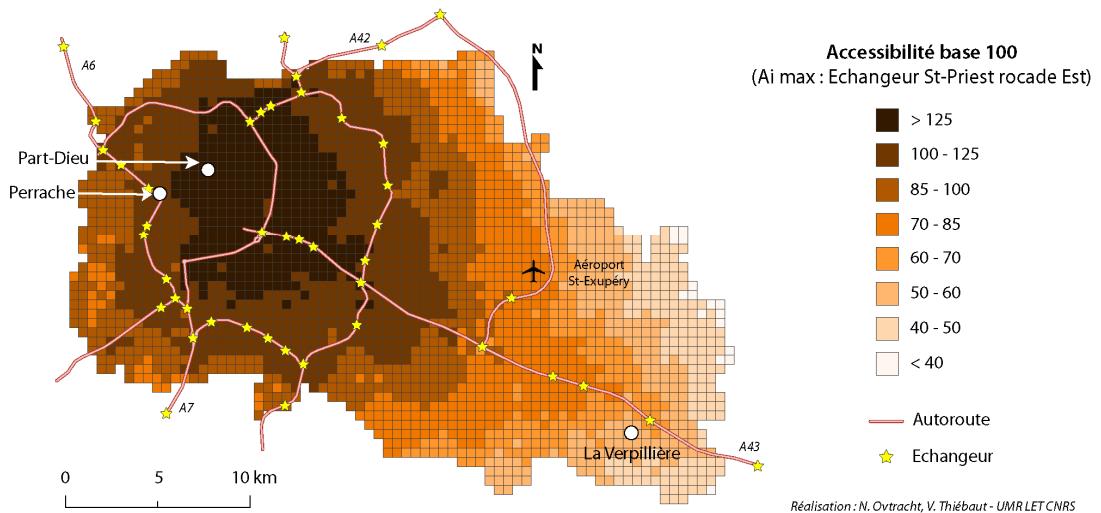 A42
A6
N
Part-Dieu
Perrache
Aéroport
St-Exupéry
A7
La Verpillière
A43
0 5 10 km
Accessibilité base 100
(Ai max : Echangeur St-Priest rocade Est)
> 125
100 - 125
85 - 100
70 - 85
60 - 70
50 - 60
40 - 50
< 40
Autoroute
Echangeur
Réalisation : N. Ovtracht, V. Thiébaut - UMR LET CNRS